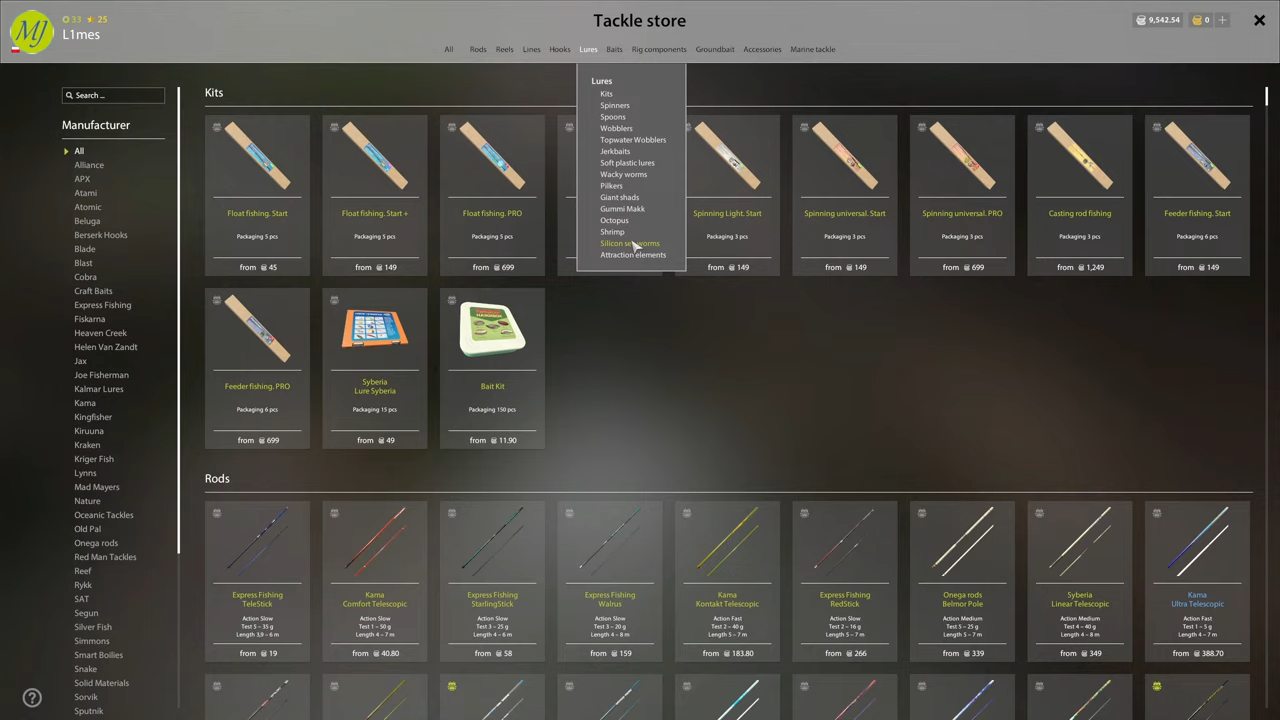 MJ
33 25
L1mes
Tackle store
9,542.54 0
All Rods Reels Lines Hooks Lures Baits Rig components Groundbait Accessories Marine tackle
Search ...
Manufacturer
All
Alliance
APX
Atami
Atomic
Beluga
Berserk Hooks
Blade
Blast
Cobra
Craft Baits
Express Fishing
Fiskarna
Heaven Creek
Helen Van Zandt
Jax
Joe Fisherman
Kalmar Lures
Kama
Kingfisher
Kiruuna
Kraken
Kriger Fish
Lynns
Mad Mayers
Nature
Oceanic Tackles
Old Pal
Onega rods
Red Man Tackles
Reef
Rykk
SAT
Segun
Silver Fish
Simmons
Smart Boilies
Snake
Solid Materials
Sorvik
Sputnik
Lures
Kits
Spinners
Spoons
Wobblers
Topwater Wobblers
Jerkbaits
Soft plastic lures
Wacky worms
Pilkers
Giant shads
Gummi Makk
Octopus
Shrimp
Attraction elements
Kits
Float fishing. Start
Packaging 5 pcs
from 45
Float fishing. Start +
Packaging 5 pcs
from 149
Float fishing. PRO
Packaging 5 pcs
from 699
Spinning Light. Start
Packaging 3 pcs
from 149
Spinning universal. Start
Packaging 3 pcs
from 149
Spinning universal. PRO
Packaging 3 pcs
from 699
Casting rod fishing
Packaging 3 pcs
from 1,249
Feeder fishing. Start
Packaging 6 pcs
from 149
Feeder fishing. PRO
Packaging 6 pcs
from 699
Syberia
Lure Syberia
Packaging 15 pcs
from 49
Bait Kit
Packaging 150 pcs
from 11.90
Rods
Express Fishing
TeleStick
Action Slow
Test 5 – 35 g
Length 3,9 – 6 m
from 19
Kama
Comfort Telescopic
Action Slow
Test 1 – 50 g
Length 4 – 7 m
from 40.80
Express Fishing
StarlingStick
Action Slow
Test 3 – 25 g
Length 4 – 6 m
from 58
Express Fishing
Walrus
Action Slow
Test 3 – 20 g
Length 4 – 8 m
from 159
Kama
Kontakt Telescopic
Action Fast
Test 2 – 40 g
Length 5 – 7 m
from 183.80
Express Fishing
RedStick
Action Slow
Test 2 – 16 g
Length 5 – 7 m
from 266
Onega rods
Belmor Pole
Action Medium
Test 5 – 25 g
Length 5 – 7 m
from 339
Syberia
Linear Telescopic
Action Medium
Test 4 – 40 g
Length 4 – 8 m
from 349
Kama
Ultra Telescopic
Action Fast
Test 1 – 5 g
Length 5 – 7 m
from 388.70
?